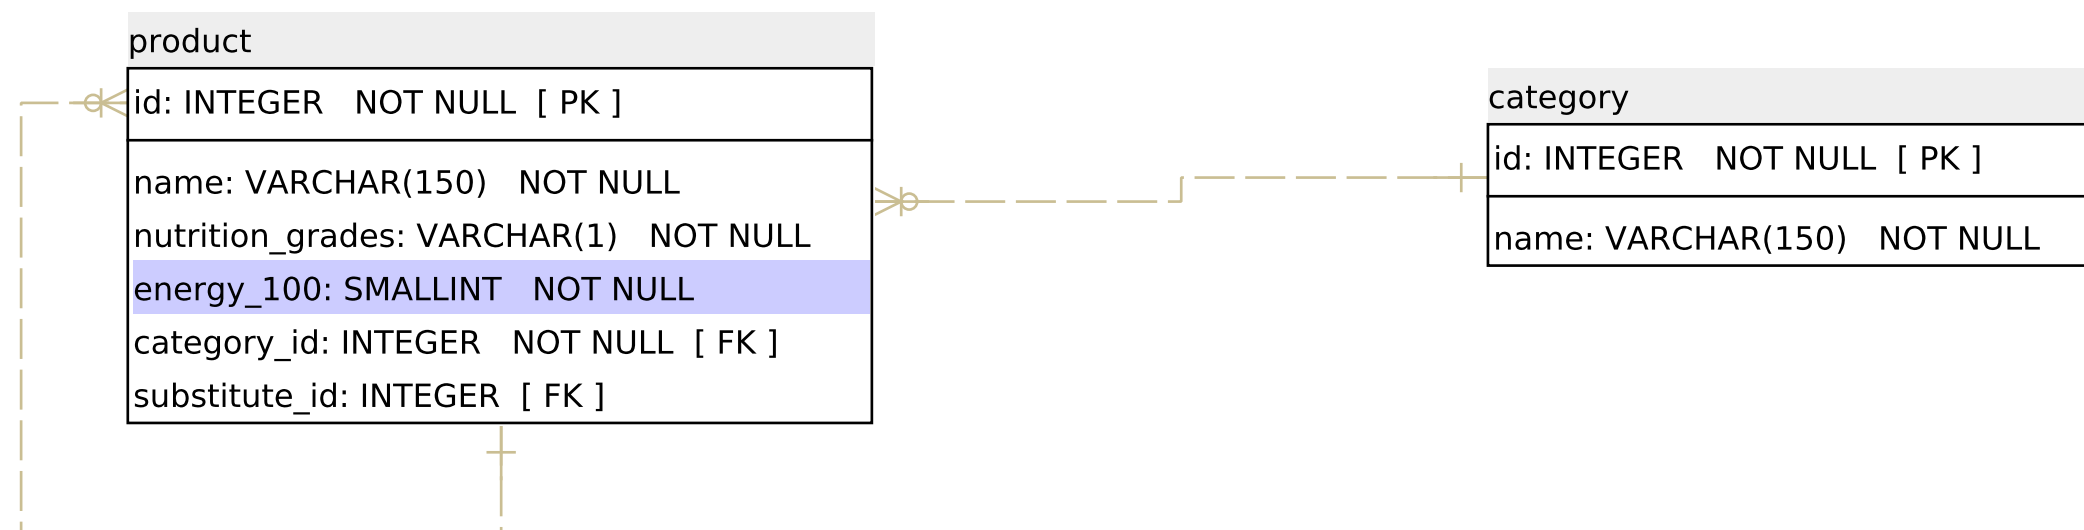 product
id: INTEGER NOT NULL [ PK ]
name: VARCHAR(150) NOT NULL
nutrition_grades: VARCHAR(1) NOT NULL
energy_100: SMALLINT NOT NULL
category_id: INTEGER NOT NULL [ FK ]
substitute_id: INTEGER [ FK ]
category
id: INTEGER NOT NULL [ PK ]
name: VARCHAR(150) NOT NULL